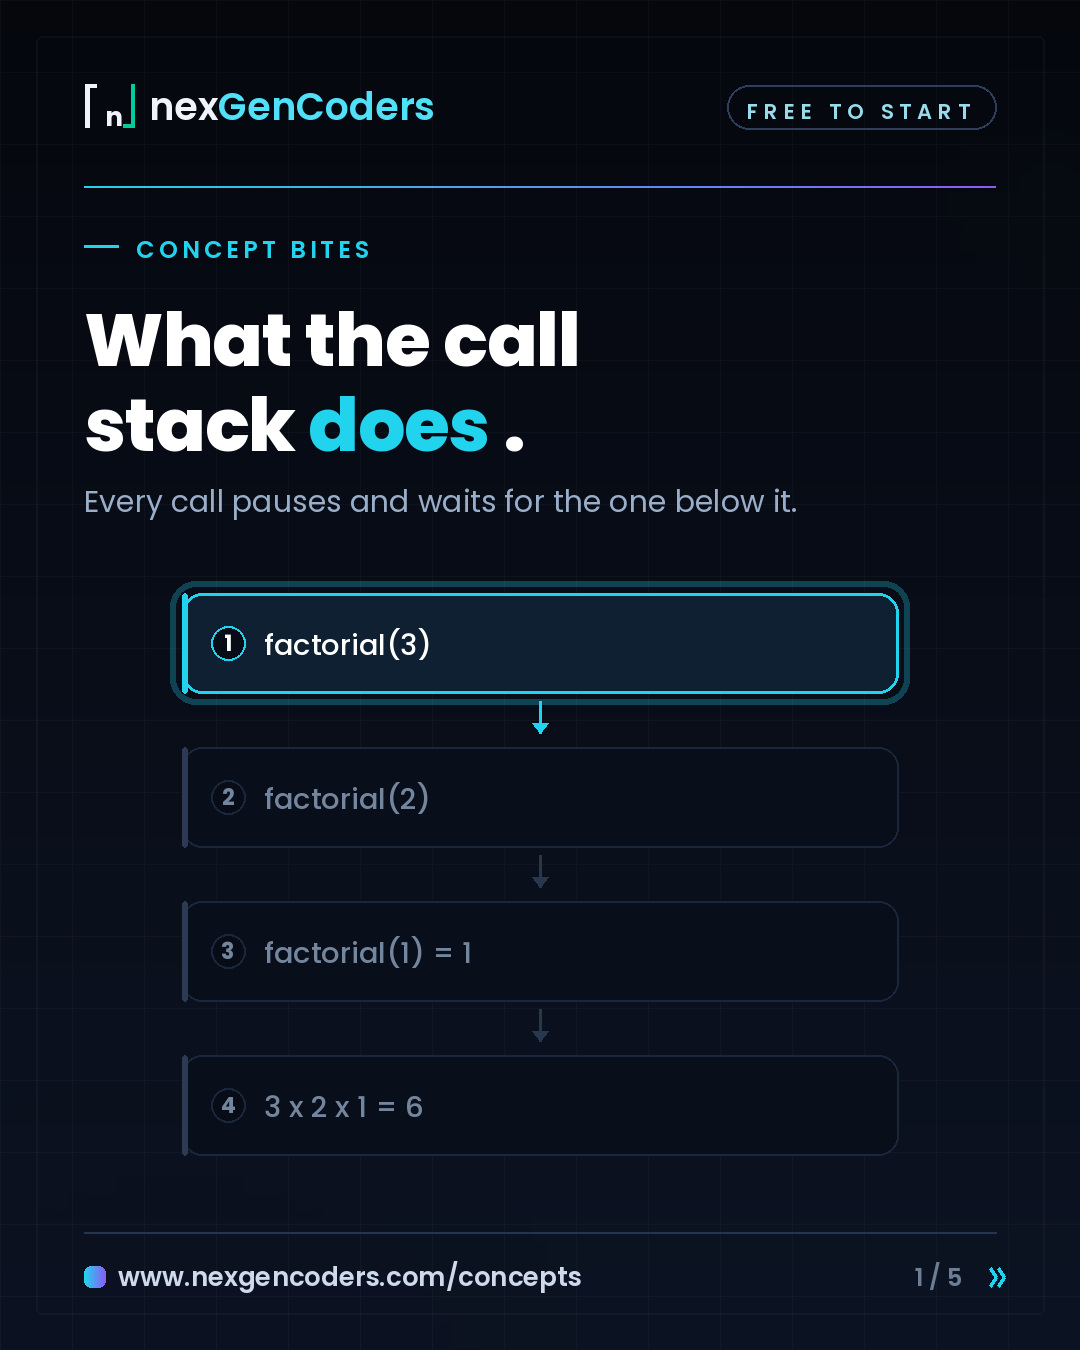 n nexGenCoders
FREE TO START
CONCEPT BITES
What the call
stack does .
Every call pauses and waits for the one below it.
1 factorial(3)
2 factorial(2)
3 factorial(1) = 1
4 3 x 2 x 1 = 6
www.nexgencoders.com/concepts
1 / 5 »